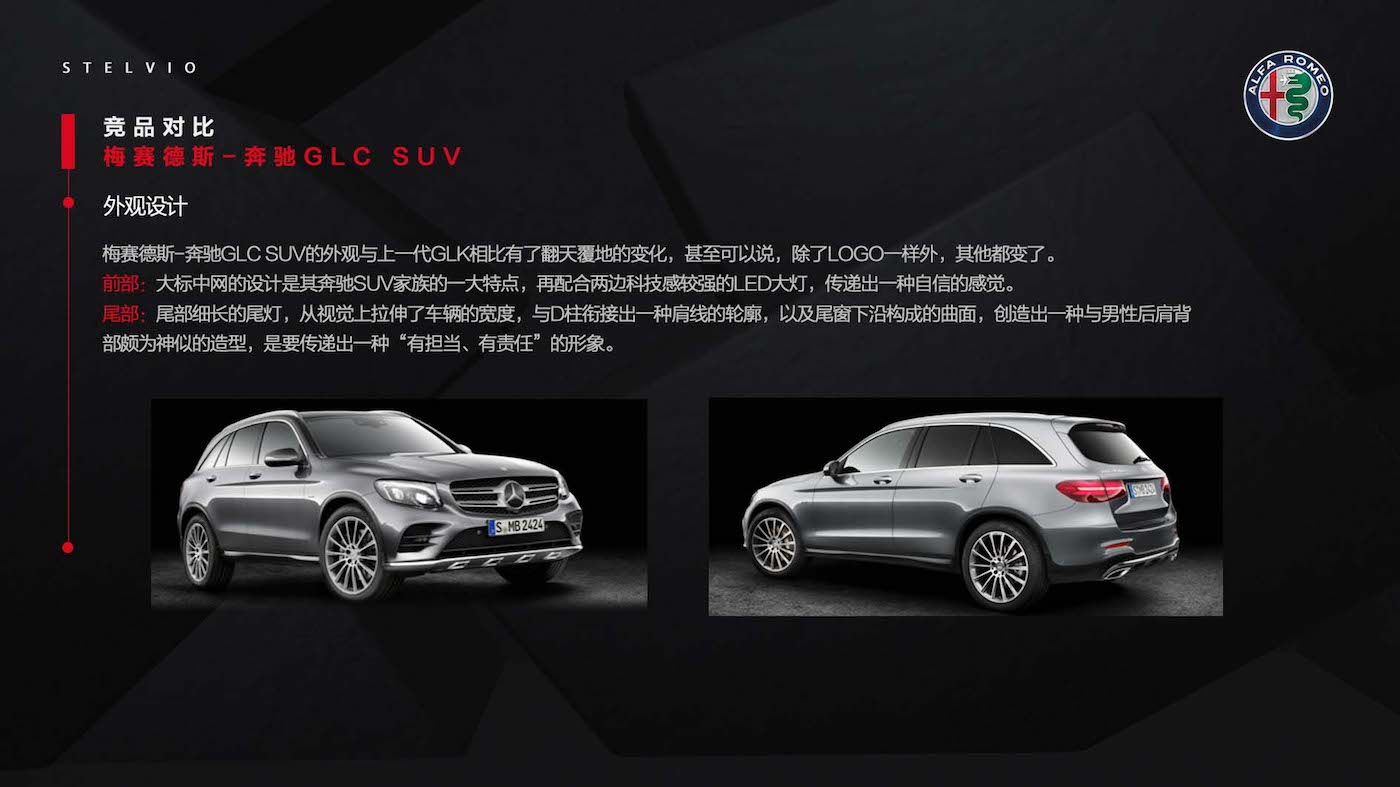 STELVIO
ALFA ROMEO
竞品对比
梅赛德斯-奔驰GLC SUV
外观设计
梅赛德斯-奔驰GLC SUV的外观与上一代GLK相比有了翻天覆地的变化，甚至可以说，除了LOGO一样外，其他都变了。
前部：大标中网的设计是其奔驰SUV家族的一大特点，再配合两边科技感较强的LED大灯，传递出一种自信的感觉。
尾部：尾部细长的尾灯，从视觉上拉伸了车辆的宽度，与D柱衔接出一种肩线的轮廓，以及尾窗下沿构成的曲面，创造出一种与男性后肩背
部颇为神似的造型，是要传递出一种“有担当、有责任”的形象。
S MB 2424